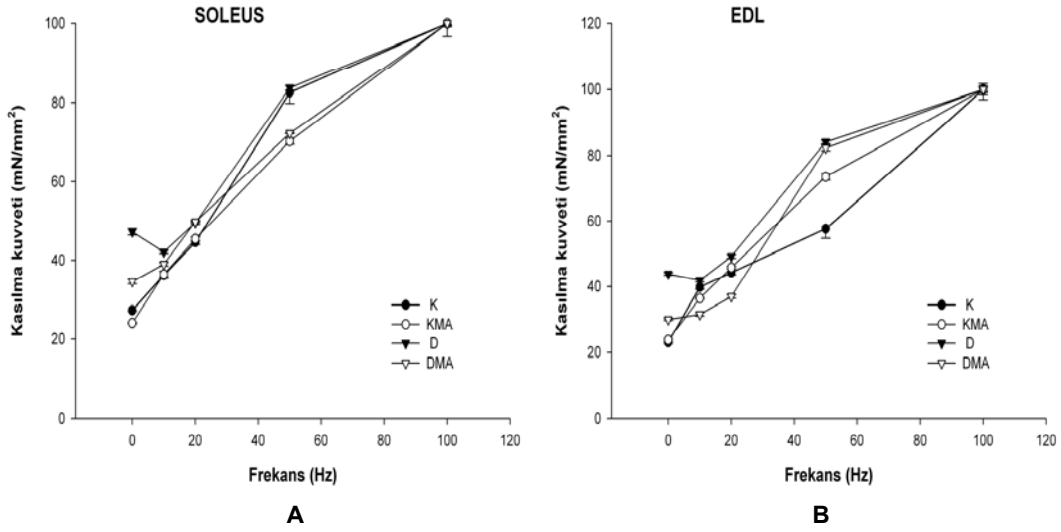 SOLEUS
Kasılma kuvveti (mN/mm²)
100
80
60
40
20
0
0 20 40 60 80 100 120
Frekans (Hz)
K
KMA
D
DMA
A
EDL
Kasılma kuvveti (mN/mm²)
120
100
80
60
40
20
0
0 20 40 60 80 100 120
Frekans (Hz)
K
KMA
D
DMA
B